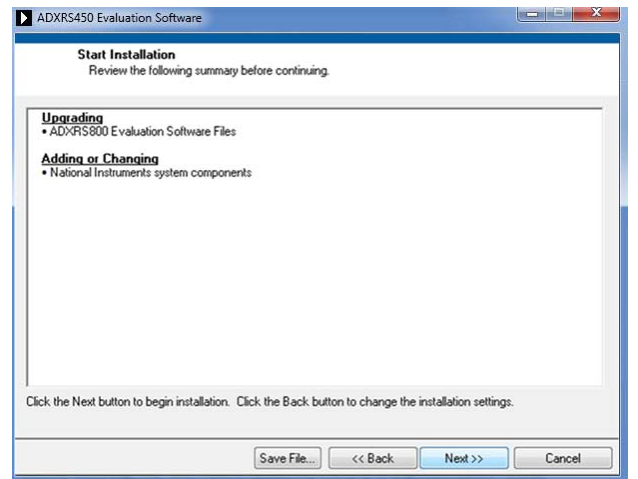 ADXRS450 Evaluation Software
Start Installation
Review the following summary before continuing.
Upgrading
• ADXRS800 Evaluation Software Files
Adding or Changing
• National Instruments system components
Click the Next button to begin installation. Click the Back button to change the installation settings.
Save File... << Back Next >> Cancel